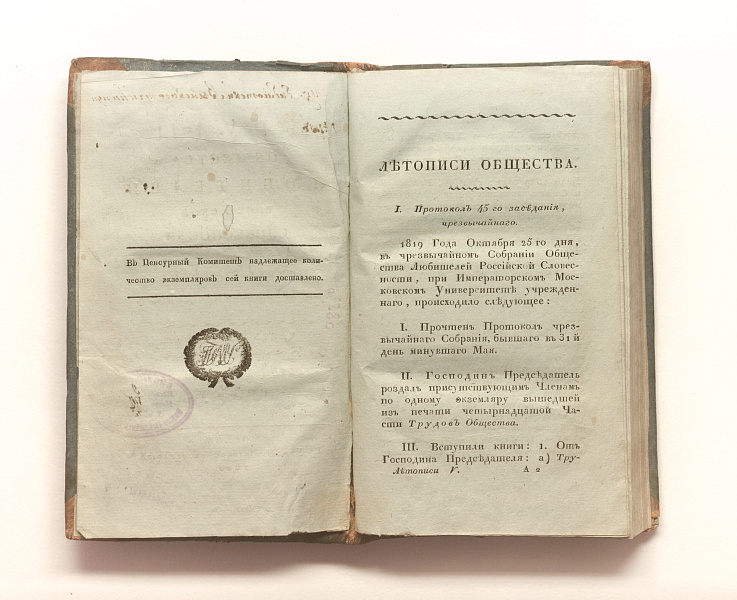 Въ Цензурный Комитетъ надлежащее коли-
чество экземпляровъ сей книги доставлено.
ЛѢТОПИСИ ОБЩЕСТВА.
I. Протоколъ 45 го засѣданія,
чрезвычайнаго.
1819 Года Октября 25 го дня,
въ чрезвычайномъ Собраніи Обще-
ства Любителей Россійской Словес-
ности, при Императорскомъ Мос-
ковскомъ Университетѣ учрежден-
наго, происходило слѣдующее:
I. Прочтенъ Протоколъ чрез-
вычайнаго Собранія, бывшаго въ 31 й
день минувшаго Мая.
II. Господинъ Предсѣдатель
роздалъ присутствующимъ Членамъ
по одному экземпляру вышедшей
изъ печати четырнадцатой Ча-
сти Трудовъ Общества.
III. Вступили книги: 1. Отъ
Господина Предсѣдателя: а) Тру-
Лѣтописи V. А 2